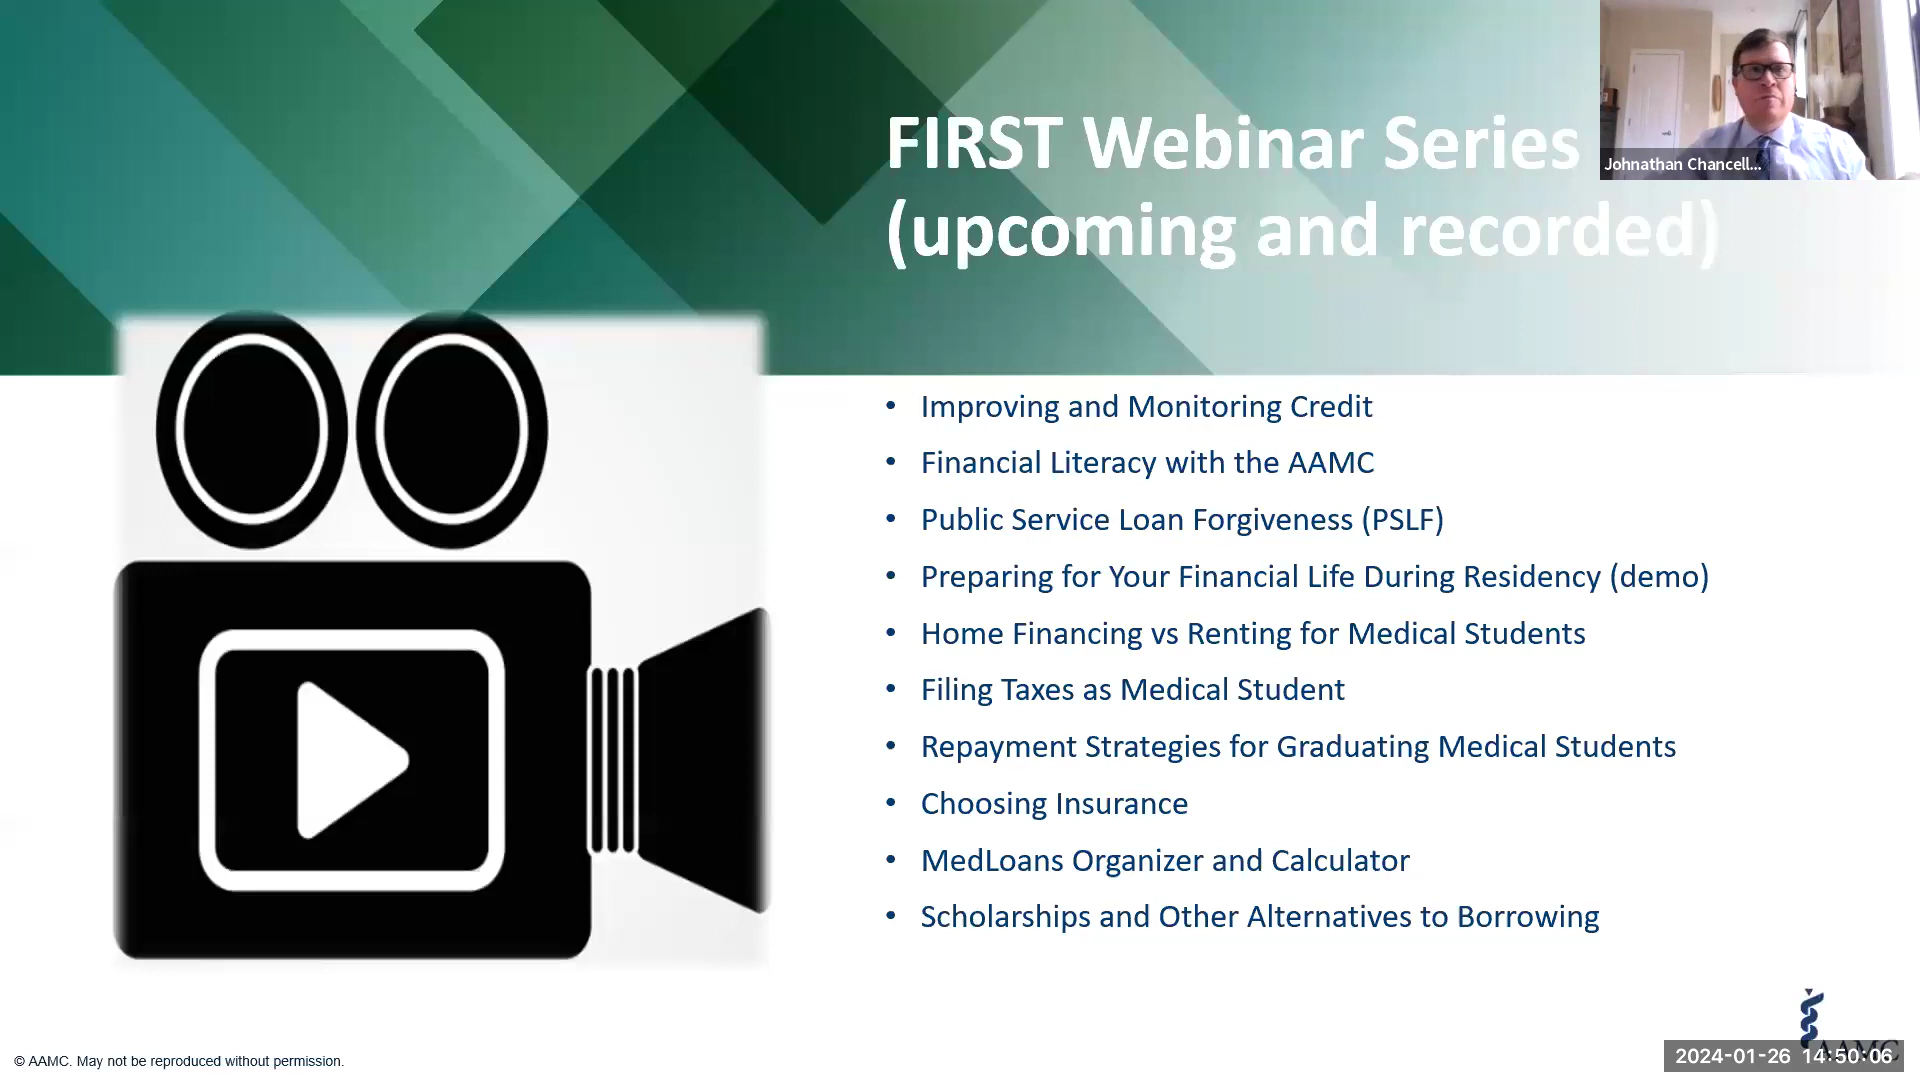 FIRST Webinar Series
(upcoming and recorded)
Johnathan Chancell...
• Improving and Monitoring Credit
• Financial Literacy with the AAMC
• Public Service Loan Forgiveness (PSLF)
• Preparing for Your Financial Life During Residency (demo)
• Home Financing vs Renting for Medical Students
• Filing Taxes as Medical Student
• Repayment Strategies for Graduating Medical Students
• Choosing Insurance
• MedLoans Organizer and Calculator
• Scholarships and Other Alternatives to Borrowing
© AAMC. May not be reproduced without permission.
AAMC
2024-01-26 14:50:06